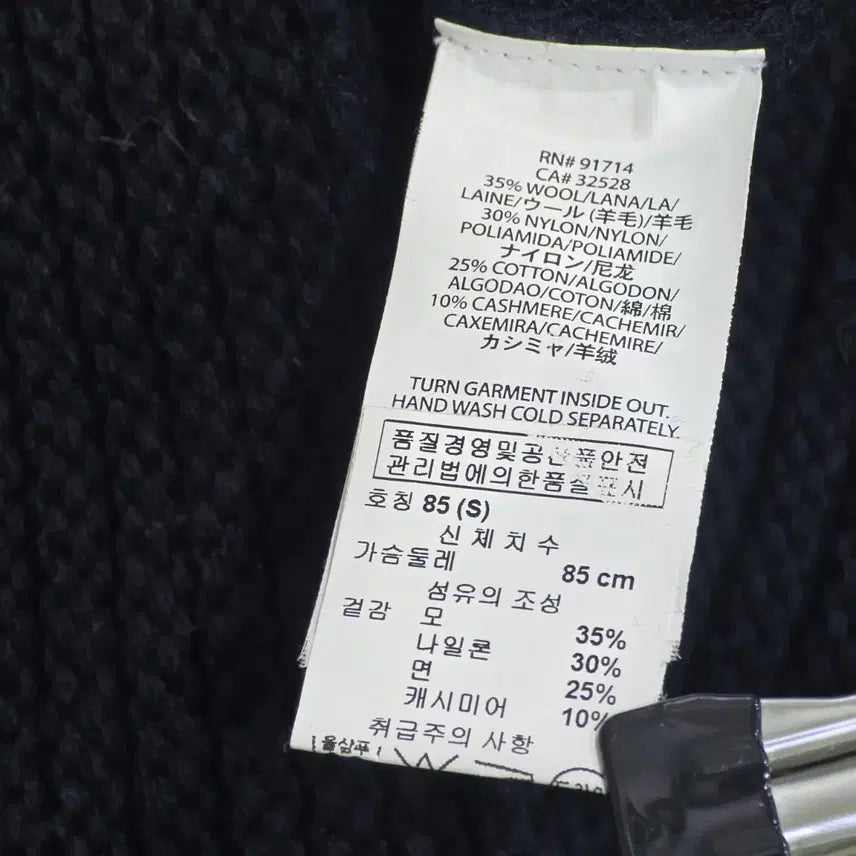 RN# 91714
CA# 32528
35% WOOL/LANA/LA/
LAINE/ウール (羊毛)/羊毛
30% NYLON/NYLON/
POLIAMIDA/POLIAMIDE/
ナイロン/尼龙
25% COTTON/ALGODON/
ALGODAO/COTON/綿/棉
10% CASHMERE/CACHEMIR/
CAXEMIRA/CACHEMIRE/
カシミャ/羊绒
TURN GARMENT INSIDE OUT.
HAND WASH COLD SEPARATELY
품질경영및공산품안전
관리법에의한품질표시
호칭 85 (S)
신체치수
가슴둘레 85 cm
섬유의 조성
겉감 모 35%
나일론 30%
면 25%
캐시미어 10%
취급주의 사항
울샴푸